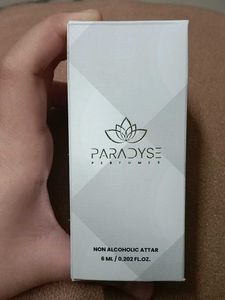 PARADYSE
PERFUMES
NON ALCOHOLIC ATTAR
6 ML / 0.202 FL.OZ.